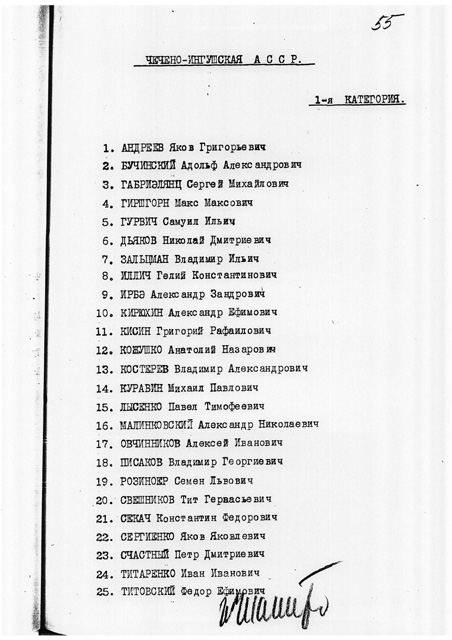 55
ЧЕЧЕНО-ИНГУШСКАЯ А С С Р.
1-я КАТЕГОРИЯ.
1. АНДРЕЕВ Яков Григорьевич
2. БУЧИНСКИЙ Адольф Александрович
3. ГАБРИЭЛЯНЦ Сергей Михайлович
4. ГИРШГОРН Макс Максович
5. ГУРВИЧ Самуил Ильич
6. ДЬЯКОВ Николай Дмитриевич
7. ЗАЛЬЦМАН Владимир Ильич
8. ИЛЛИЧ Гелий Константинович
9. ИРБЭ Александр Зандрович
10. КИРЮХИН Александр Ефимович
11. КИСИН Григорий Рафаилович
12. КОЖУШКО Анатолий Назарович
13. КОСТЕРЕВ Владимир Александрович
14. КУРАВИН Михаил Павлович
15. ЛЫСЕНКО Павел Тимофеевич
16. МАЛИНКОВСКИЙ Александр Николаевич
17. ОВЧИННИКОВ Алексей Иванович
18. ПИСАКОВ Владимир Георгиевич
19. РОЗИНОЕР Семен Львович
20. СВЕШНИКОВ Тит Гервасьевич
21. СЕКАЧ Константин Федорович
22. СЕРГИЕНКО Яков Яковлевич
23. СЧАСТНЫЙ Петр Дмитриевич
24. ТИТАРЕНКО Иван Иванович
25. ТИТОВСКИЙ Федор Ефимович